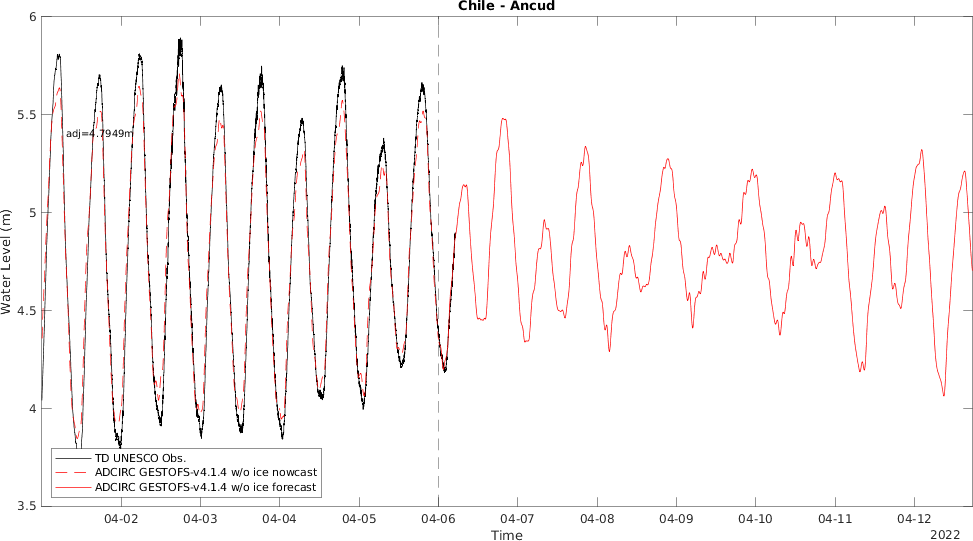 Chile - Ancud
6
5.5
5
4.5
4
3.5
Water Level (m)
adj=4.7949m
TD UNESCO Obs.
ADCIRC GESTOFS-v4.1.4 w/o ice nowcast
ADCIRC GESTOFS-v4.1.4 w/o ice forecast
04-02 04-03 04-04 04-05 04-06 04-07 04-08 04-09 04-10 04-11 04-12
Time
2022